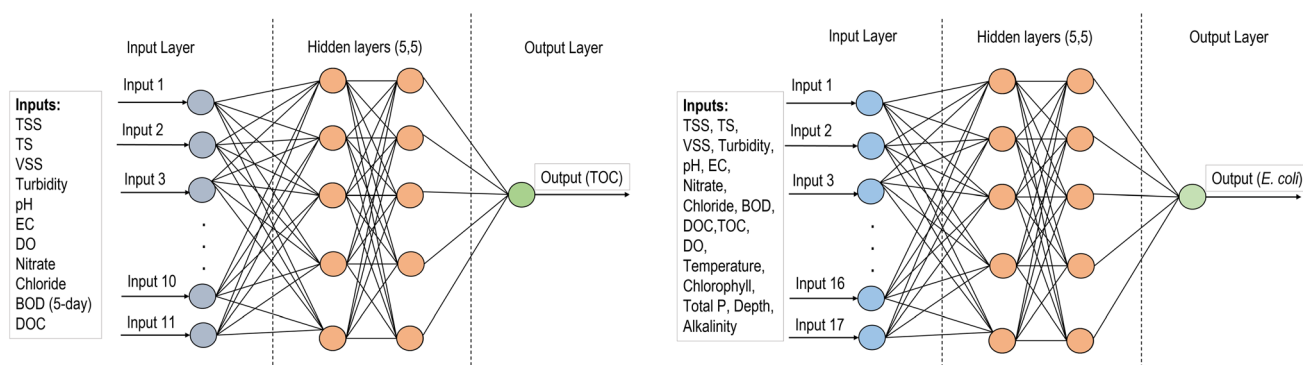 Input Layer
Hidden layers (5,5)
Output Layer
Inputs:
TSS
TS
VSS
Turbidity
pH
EC
DO
Nitrate
Chloride
BOD (5-day)
DOC
Input 1
Input 2
Input 3
Input 10
Input 11
Output (TOC)
Input Layer
Hidden layers (5,5)
Output Layer
Inputs:
TSS, TS,
VSS, Turbidity,
pH, EC,
Nitrate,
Chloride, BOD,
DOC,TOC,
DO,
Temperature,
Chlorophyll,
Total P, Depth,
Alkalinity
Input 1
Input 2
Input 3
Input 16
Input 17
Output (E. coli)